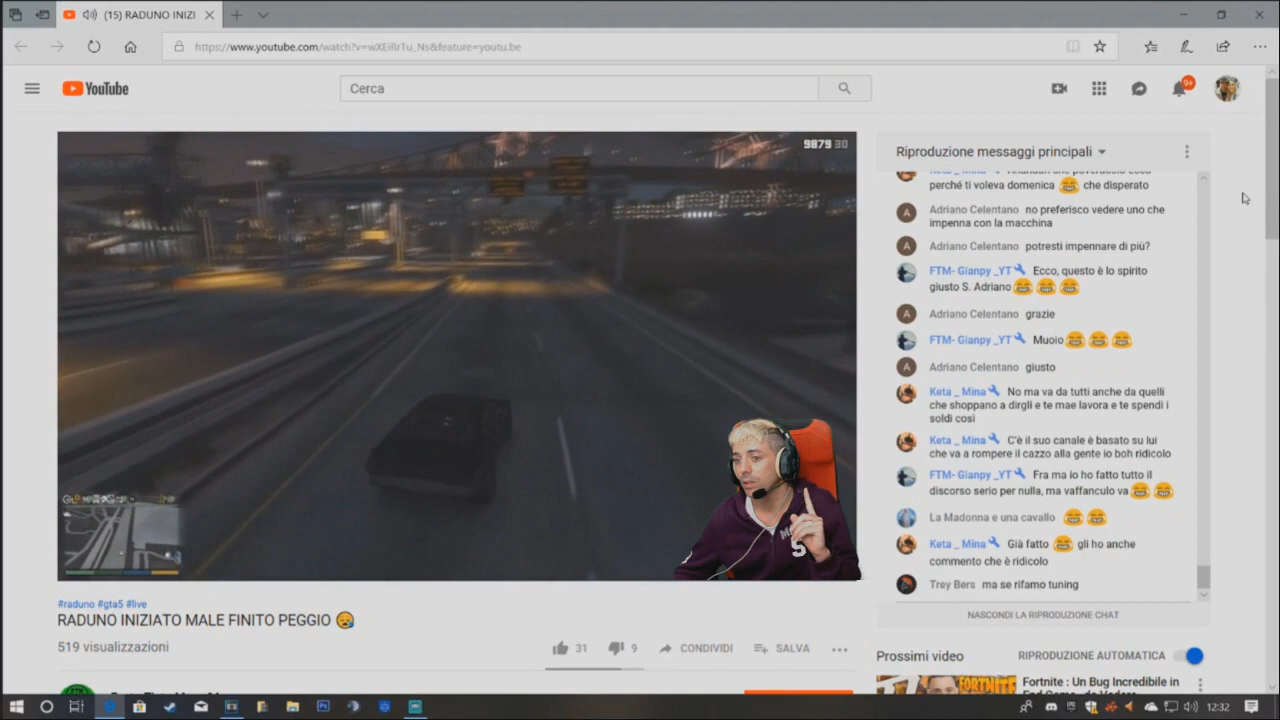 (15) RADUNO INIZI
https://www.youtube.com/watch?v=wXEiRrTu_Ns&feature=youtu.be
YouTube
Cerca
9+
9879 30
Riproduzione messaggi principali
perché ti voleva domenica 😂 che disperato
Adriano Celentano no preferisco vedere uno che
impenna con la macchina
Adriano Celentano potresti impennare di più?
FTM- Gianpy _YT Ecco, questo è lo spirito
giusto S. Adriano 😂 😂 😂
Adriano Celentano grazie
FTM- Gianpy _YT Muoio 😂 😂 😂
Adriano Celentano giusto
Keta _ Mina No ma va da tutti anche da quelli
che shoppano a dirgli e te mae lavora e te spendi i
soldi così
Keta _ Mina C'è il suo canale è basato su lui
che va a rompere il cazzo alla gente io boh ridicolo
FTM- Gianpy _YT Fra ma io ho fatto tutto il
discorso serio per nulla, ma vaffanculo va 😂 😂
La Madonna e una cavallo 😂 😂
Keta _ Mina Già fatto 😂 gli ho anche
commento che è ridicolo
Trey Bers ma se rifamo tuning
NASCONDI LA RIPRODUZIONE CHAT
5
#raduno #gta5 #live
RADUNO INIZIATO MALE FINITO PEGGIO 😪
519 visualizzazioni
31
9
CONDIVIDI
SALVA
Prossimi video
RIPRODUZIONE AUTOMATICA
FORTNITE
Fortnite : Un Bug Incredibile in
12:32